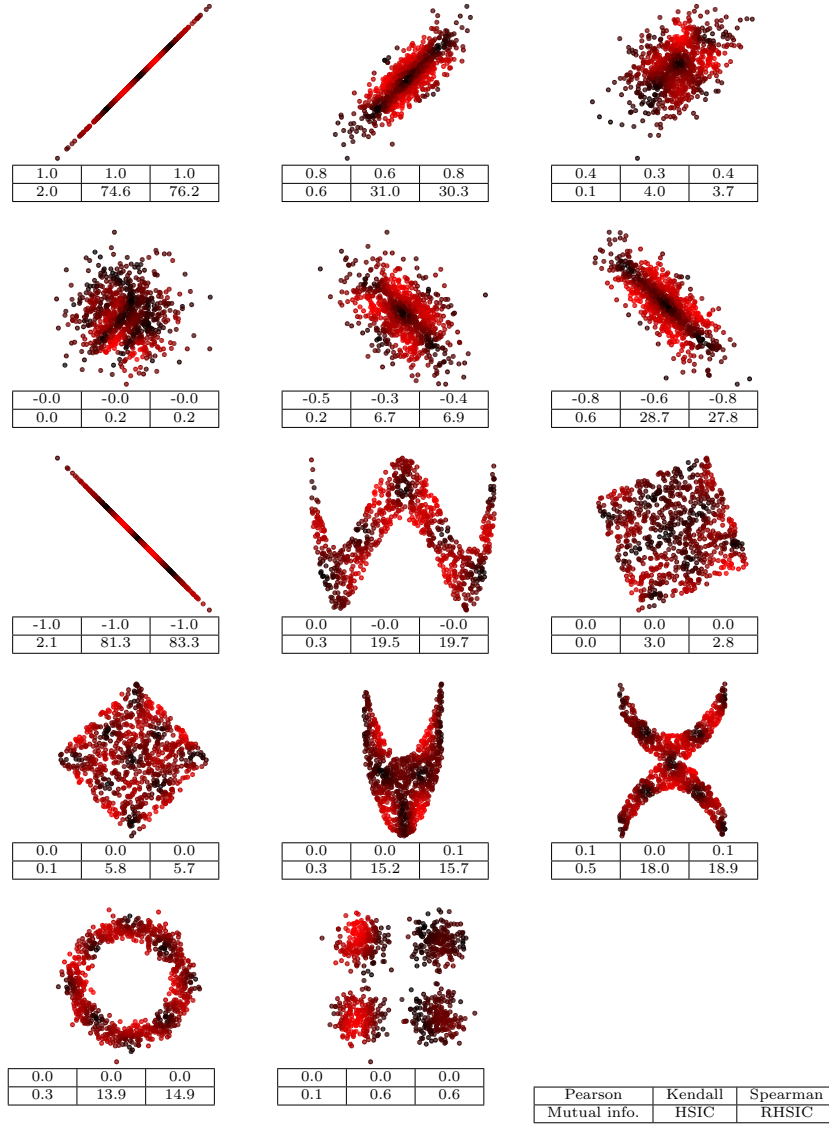 1.0 1.0 1.0
2.0 74.6 76.2
0.8 0.6 0.8
0.6 31.0 30.3
0.4 0.3 0.4
0.1 4.0 3.7
-0.0 -0.0 -0.0
0.0 0.2 0.2
-0.5 -0.3 -0.4
0.2 6.7 6.9
-0.8 -0.6 -0.8
0.6 28.7 27.8
-1.0 -1.0 -1.0
2.1 81.3 83.3
0.0 -0.0 -0.0
0.3 19.5 19.7
0.0 0.0 0.0
0.0 3.0 2.8
0.0 0.0 0.0
0.1 5.8 5.7
0.0 0.0 0.1
0.3 15.2 15.7
0.1 0.0 0.1
0.5 18.0 18.9
0.0 0.0 0.0
0.3 13.9 14.9
0.0 0.0 0.0
0.1 0.6 0.6
Pearson Kendall Spearman
Mutual info. HSIC RHSIC